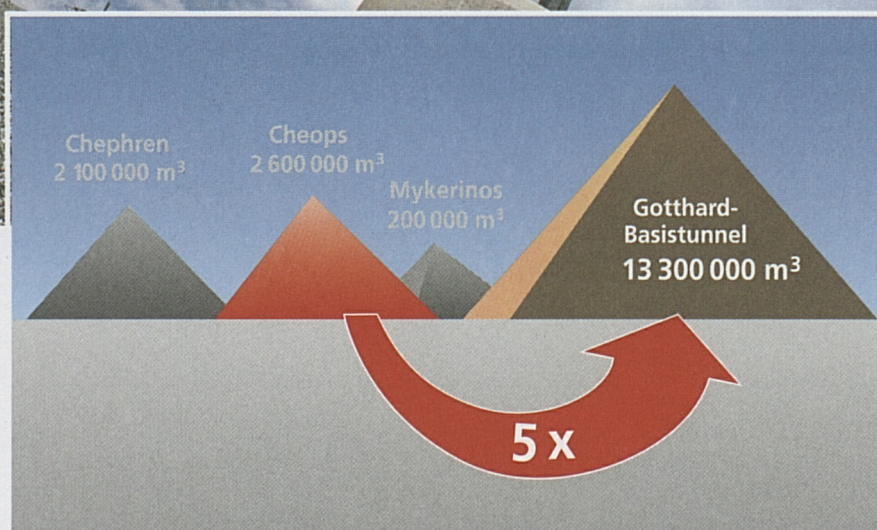 Chephren
2 100 000 m³
Cheops
2 600 000 m³
Mykerinos
200 000 m³
Gotthard-
Basistunnel
13 300 000 m³
5 x